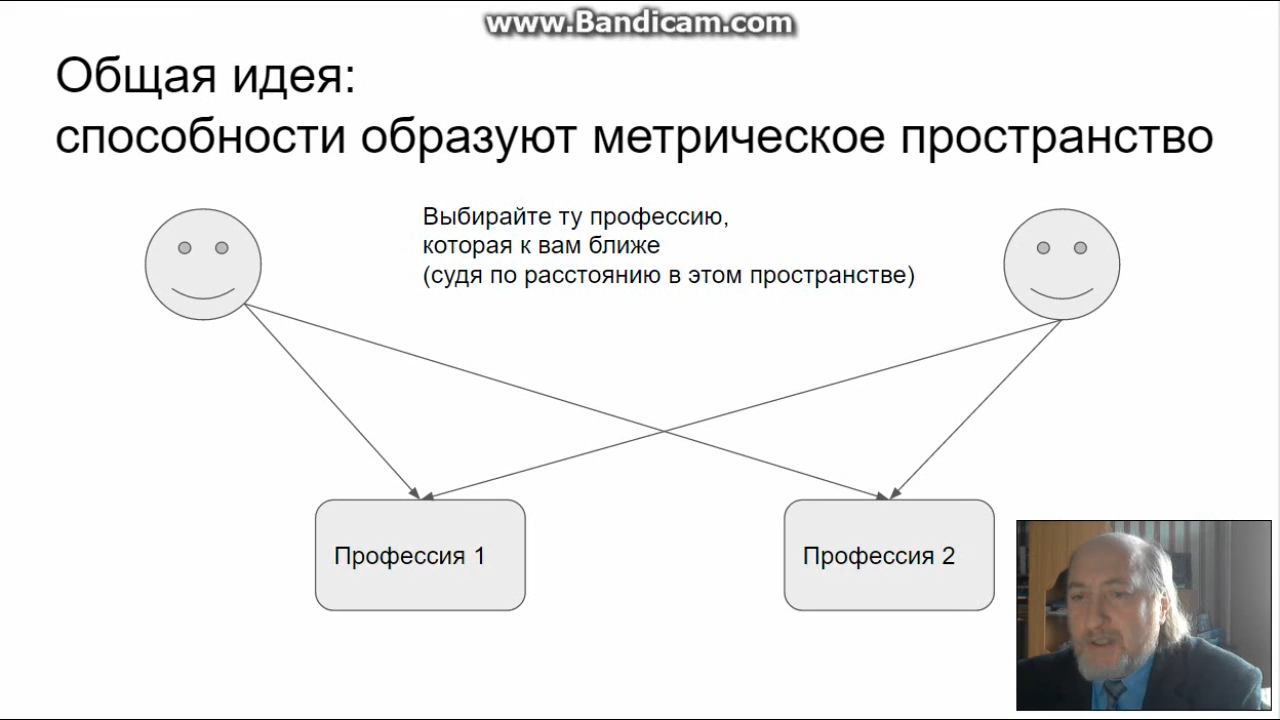 www.Bandicam.com
Общая идея:
способности образуют метрическое пространство
Выбирайте ту профессию,
которая к вам ближе
(судя по расстоянию в этом пространстве)
Профессия 1
Профессия 2